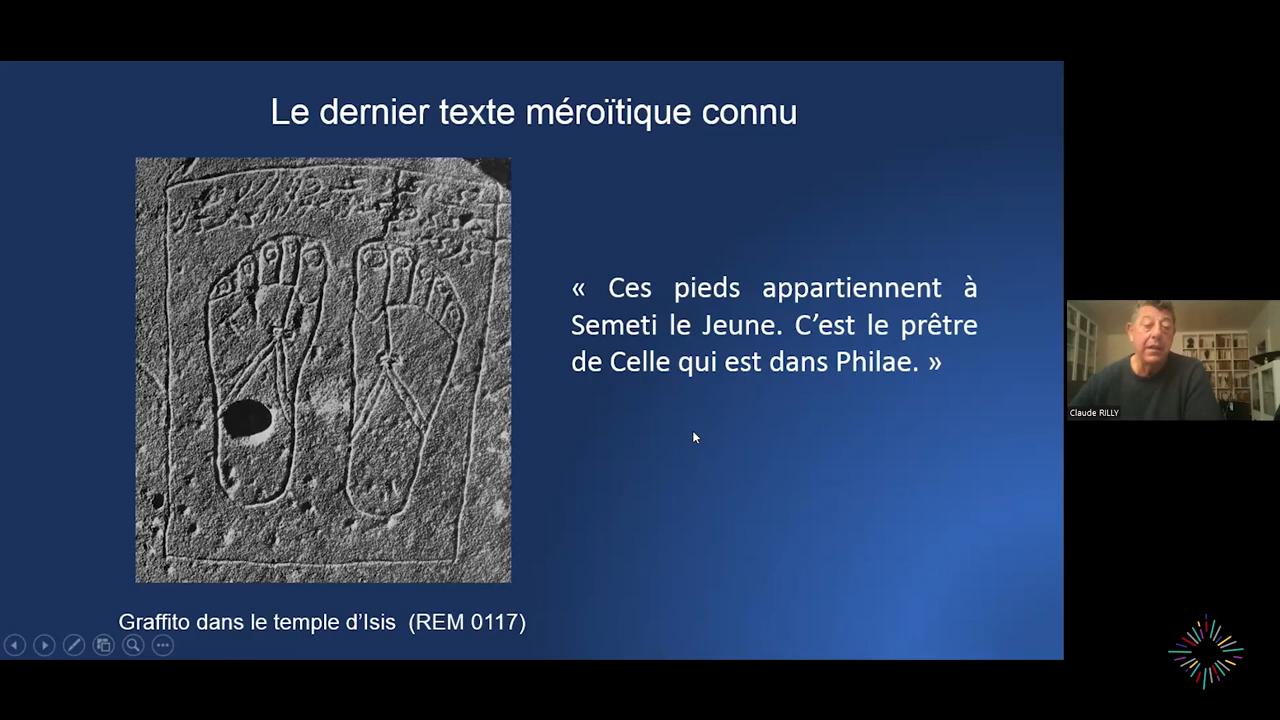 Le dernier texte méroïtique connu
« Ces pieds appartiennent à
Semeti le Jeune. C’est le prêtre
de Celle qui est dans Philae. »
Graffito dans le temple d’Isis (REM 0117)
Claude RILLY